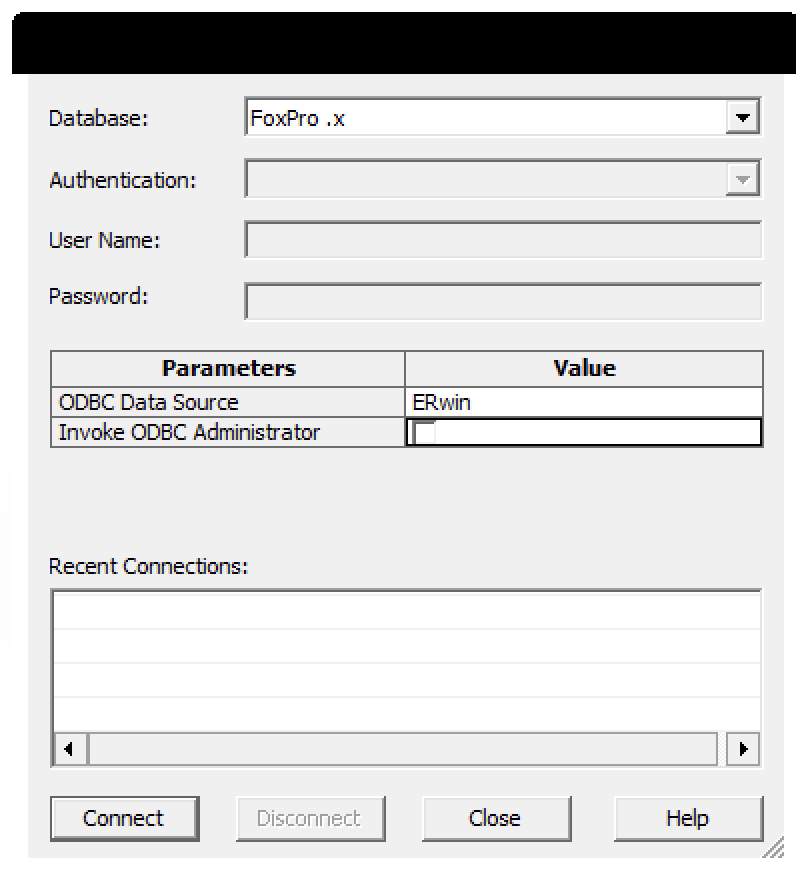 Database: FoxPro .x
Authentication:
User Name:
Password:
Parameters Value
ODBC Data Source ERwin
Invoke ODBC Administrator
Recent Connections:
Connect Disconnect Close Help